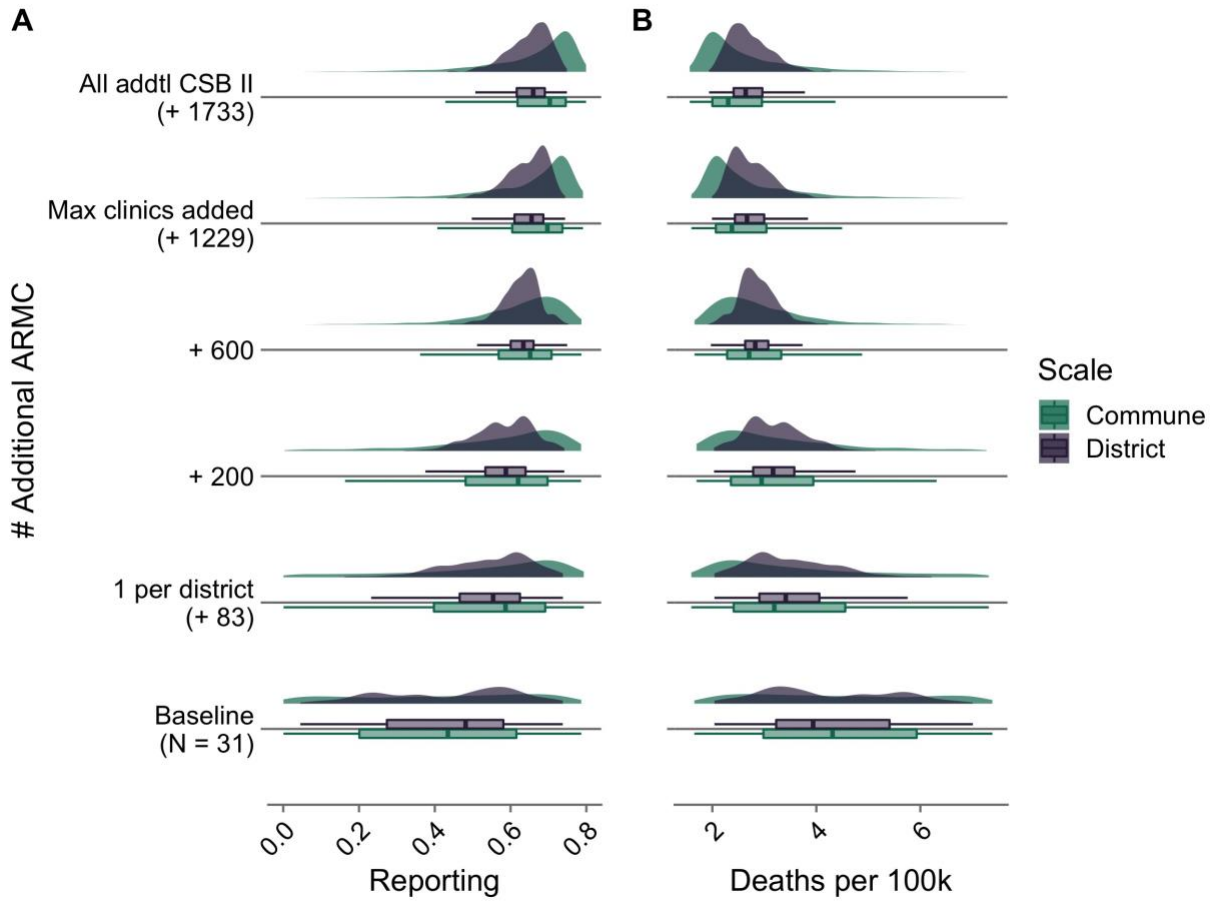 A
B
# Additional ARMC
All addtl CSB II
(+ 1733)
Max clinics added
(+ 1229)
+ 600
+ 200
1 per district
(+ 83)
Baseline
(N = 31)
0.0
0.2
0.4
0.6
0.8
Reporting
2
4
6
Deaths per 100k
Scale
Commune
District